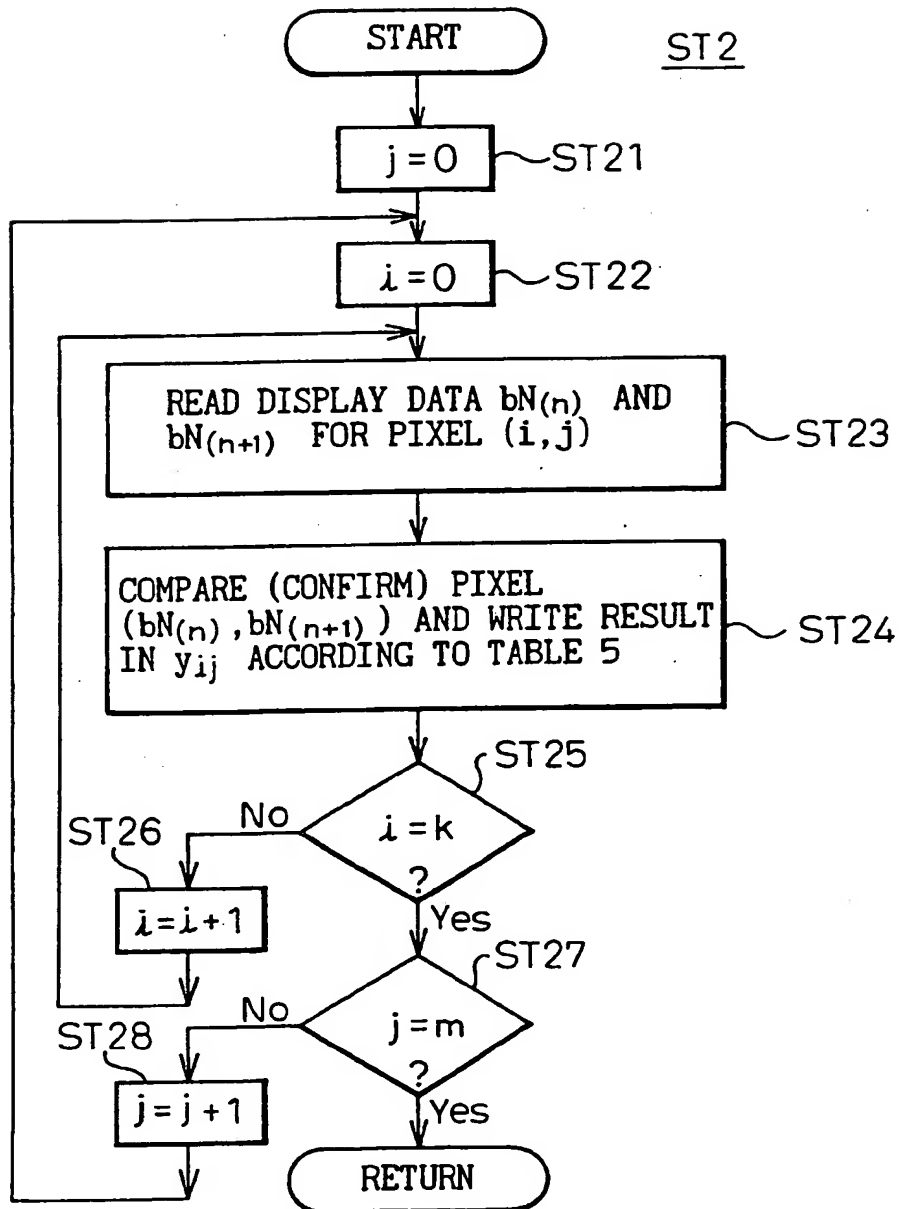 START
ST2
j=0
ST21
i=0
ST22
READ DISPLAY DATA bN(n) AND
bN(n+1) FOR PIXEL (i,j)
ST23
COMPARE (CONFIRM) PIXEL
(bN(n),bN(n+1)) AND WRITE RESULT
IN yij ACCORDING TO TABLE 5
ST24
ST25
i=k
?
No
Yes
ST26
i=i+1
ST27
j=m
?
No
Yes
ST28
j=j+1
RETURN